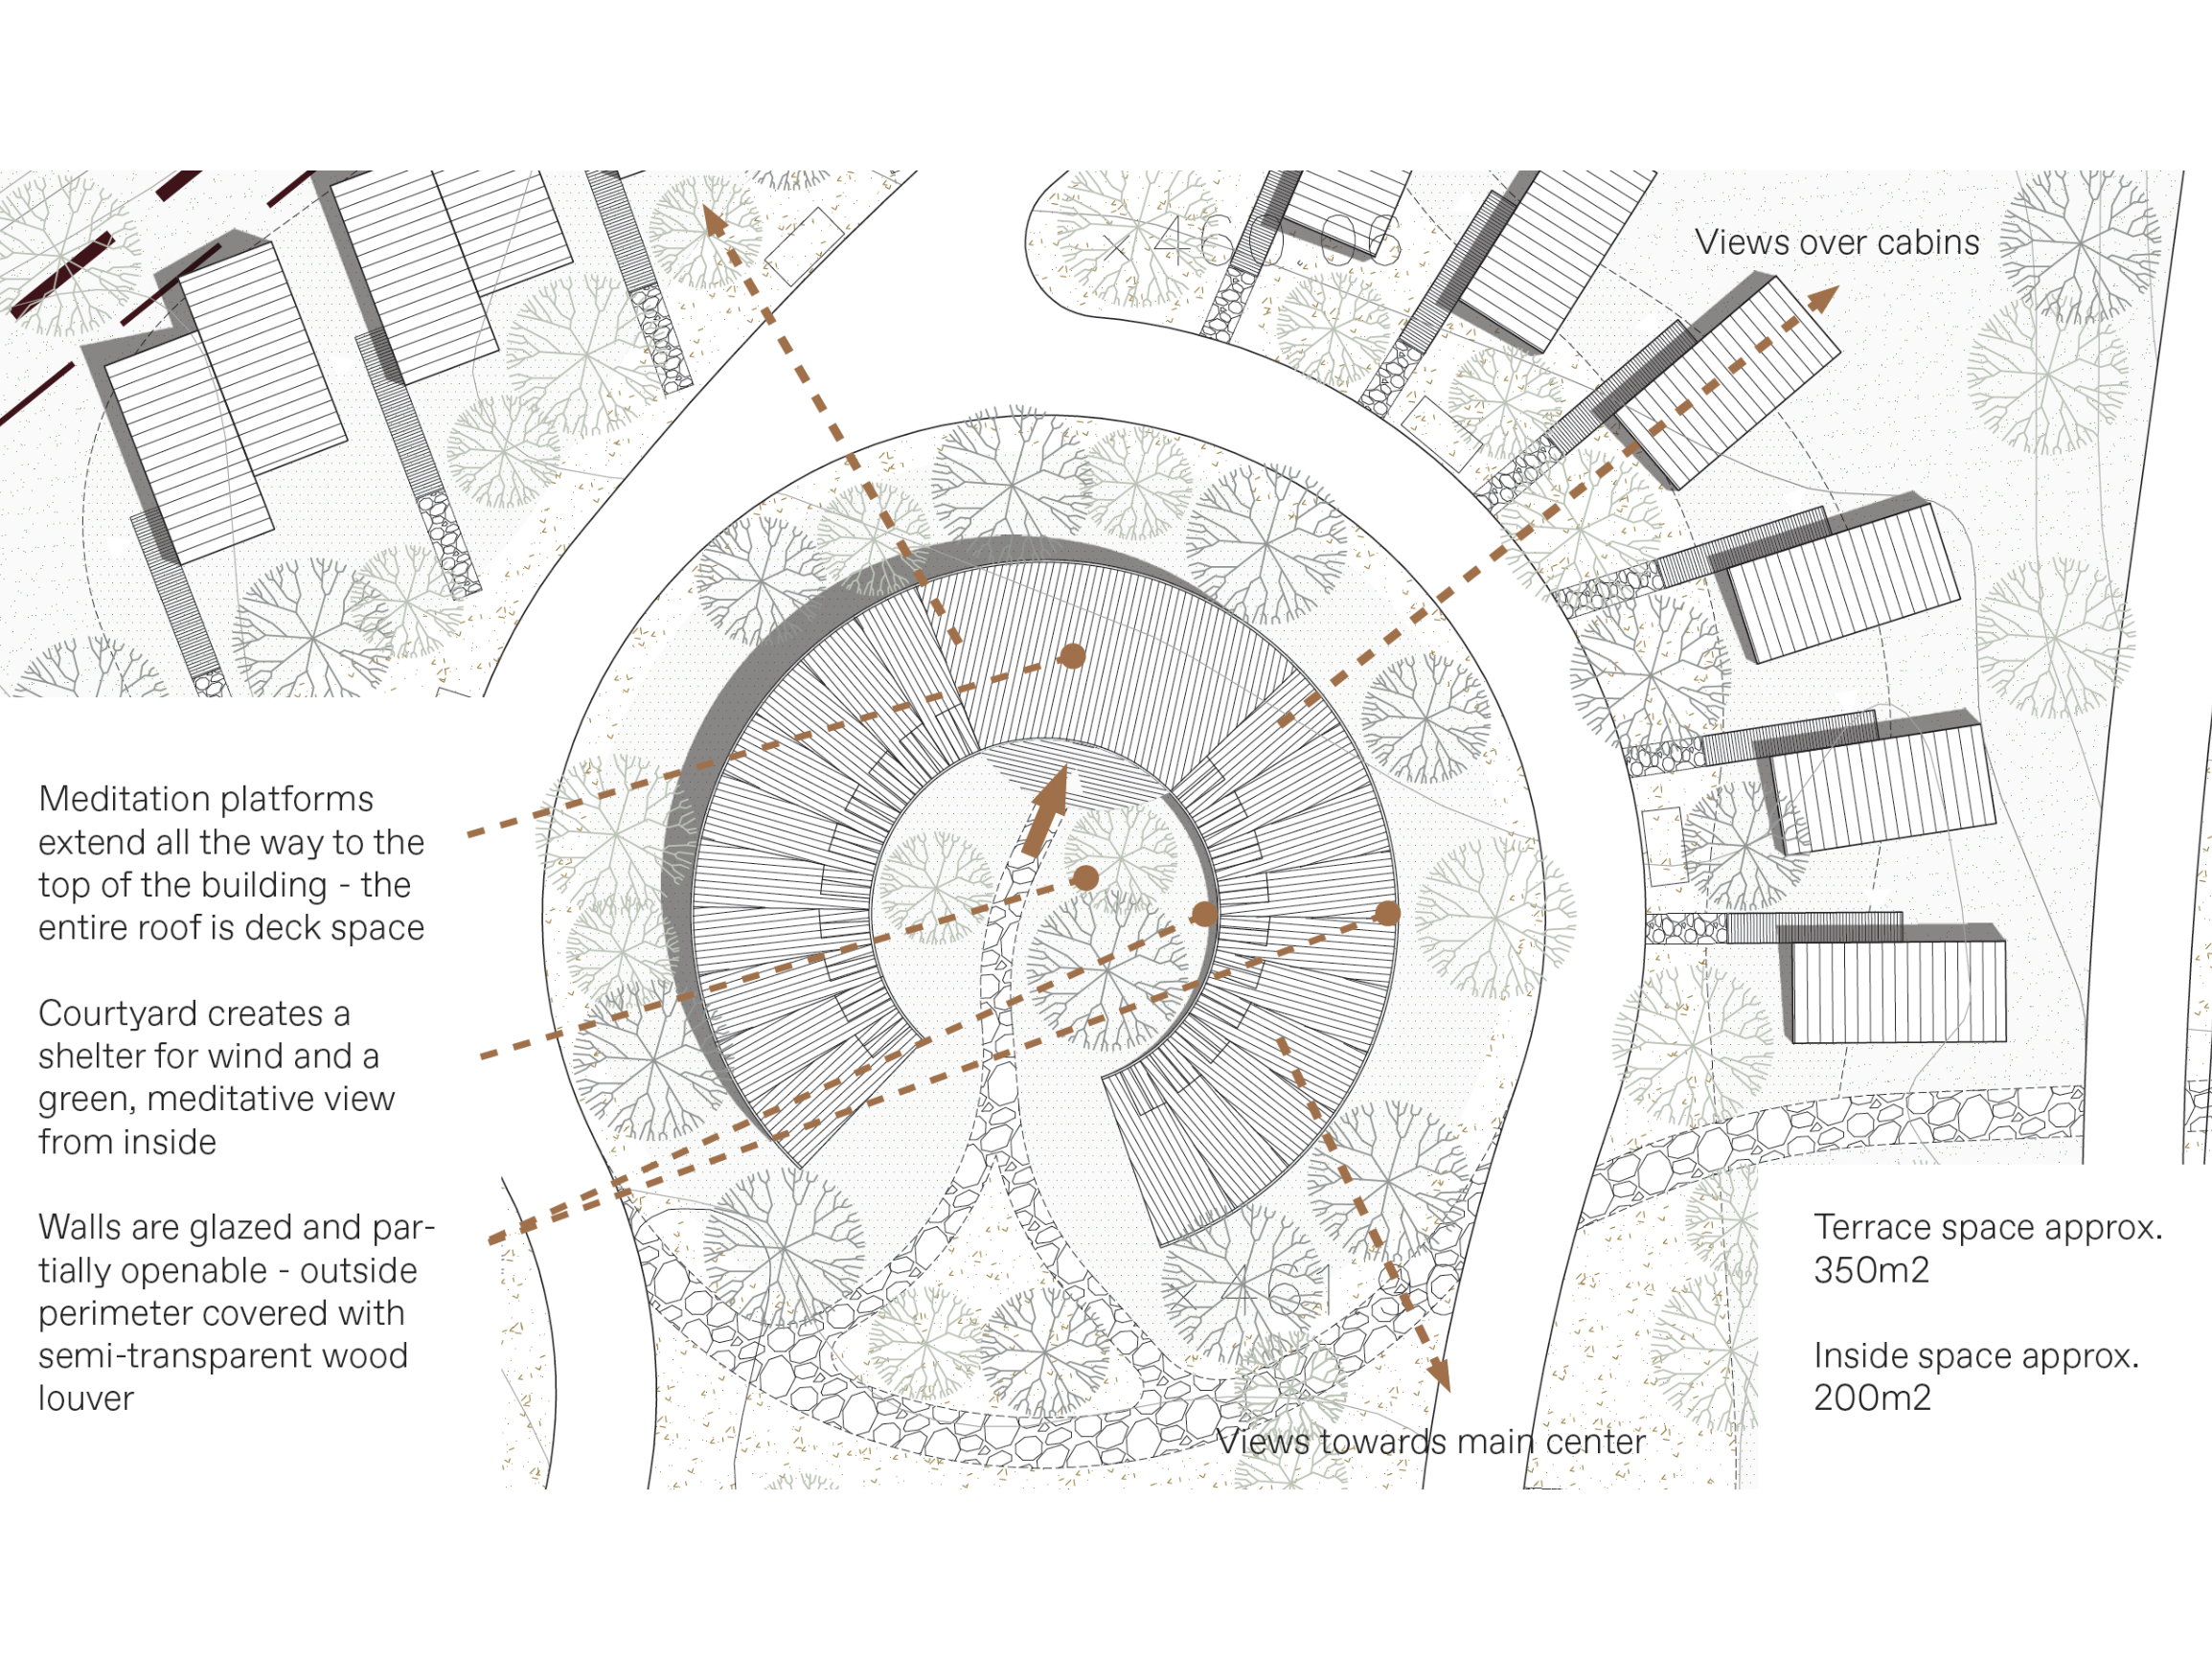 × 460 06
Views over cabins
Meditation platforms
extend all the way to the
top of the building - the
entire roof is deck space
Courtyard creates a
shelter for wind and a
green, meditative view
from inside
Walls are glazed and par-
tially openable - outside
perimeter covered with
semi-transparent wood
louver
Terrace space approx.
350m2
Inside space approx.
200m2
Views towards main center